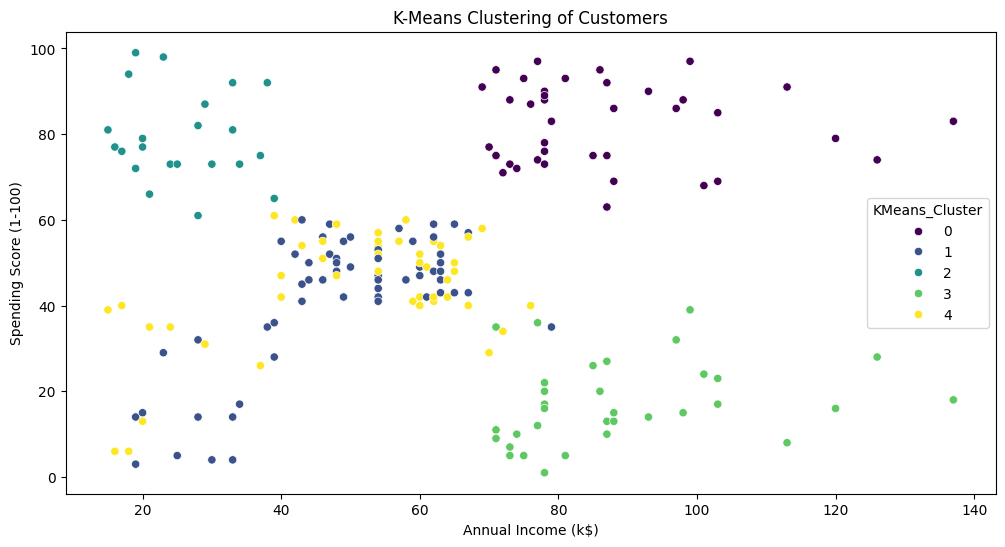 K-Means Clustering of Customers
Spending Score (1-100)
100
80
60
40
20
0
KMeans_Cluster
0
1
2
3
4
20 40 60 80 100 120 140
Annual Income (k$)